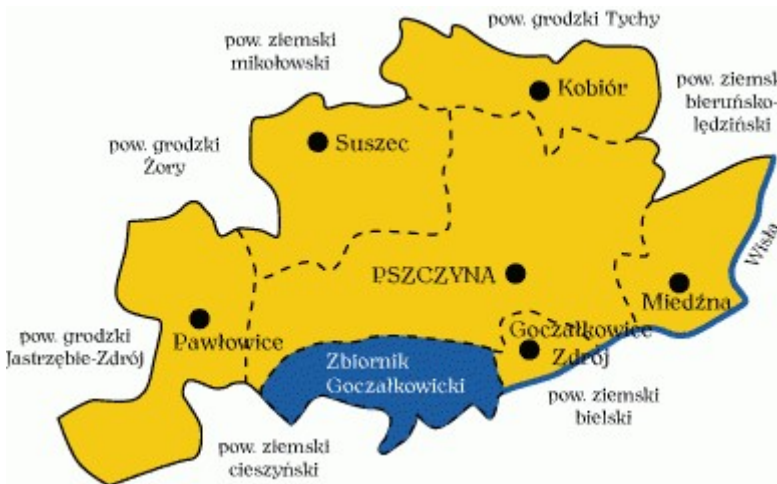 pow. grodzki Tychy
pow. ziemski
mikołowski
Kobiór
pow. ziemsk
bieruńsko-
lędziński
pow. grodzki
Żory
Suszec
Wisła
PSZCZYNA
Miedźna
pow. grodzki
Jastrzębie-Zdrój
Pawłowice
Goczałkowice
Zdrój
Zbiornik
Goczałkowicki
pow. ziemski
bielski
pow. ziemski
cieszyński